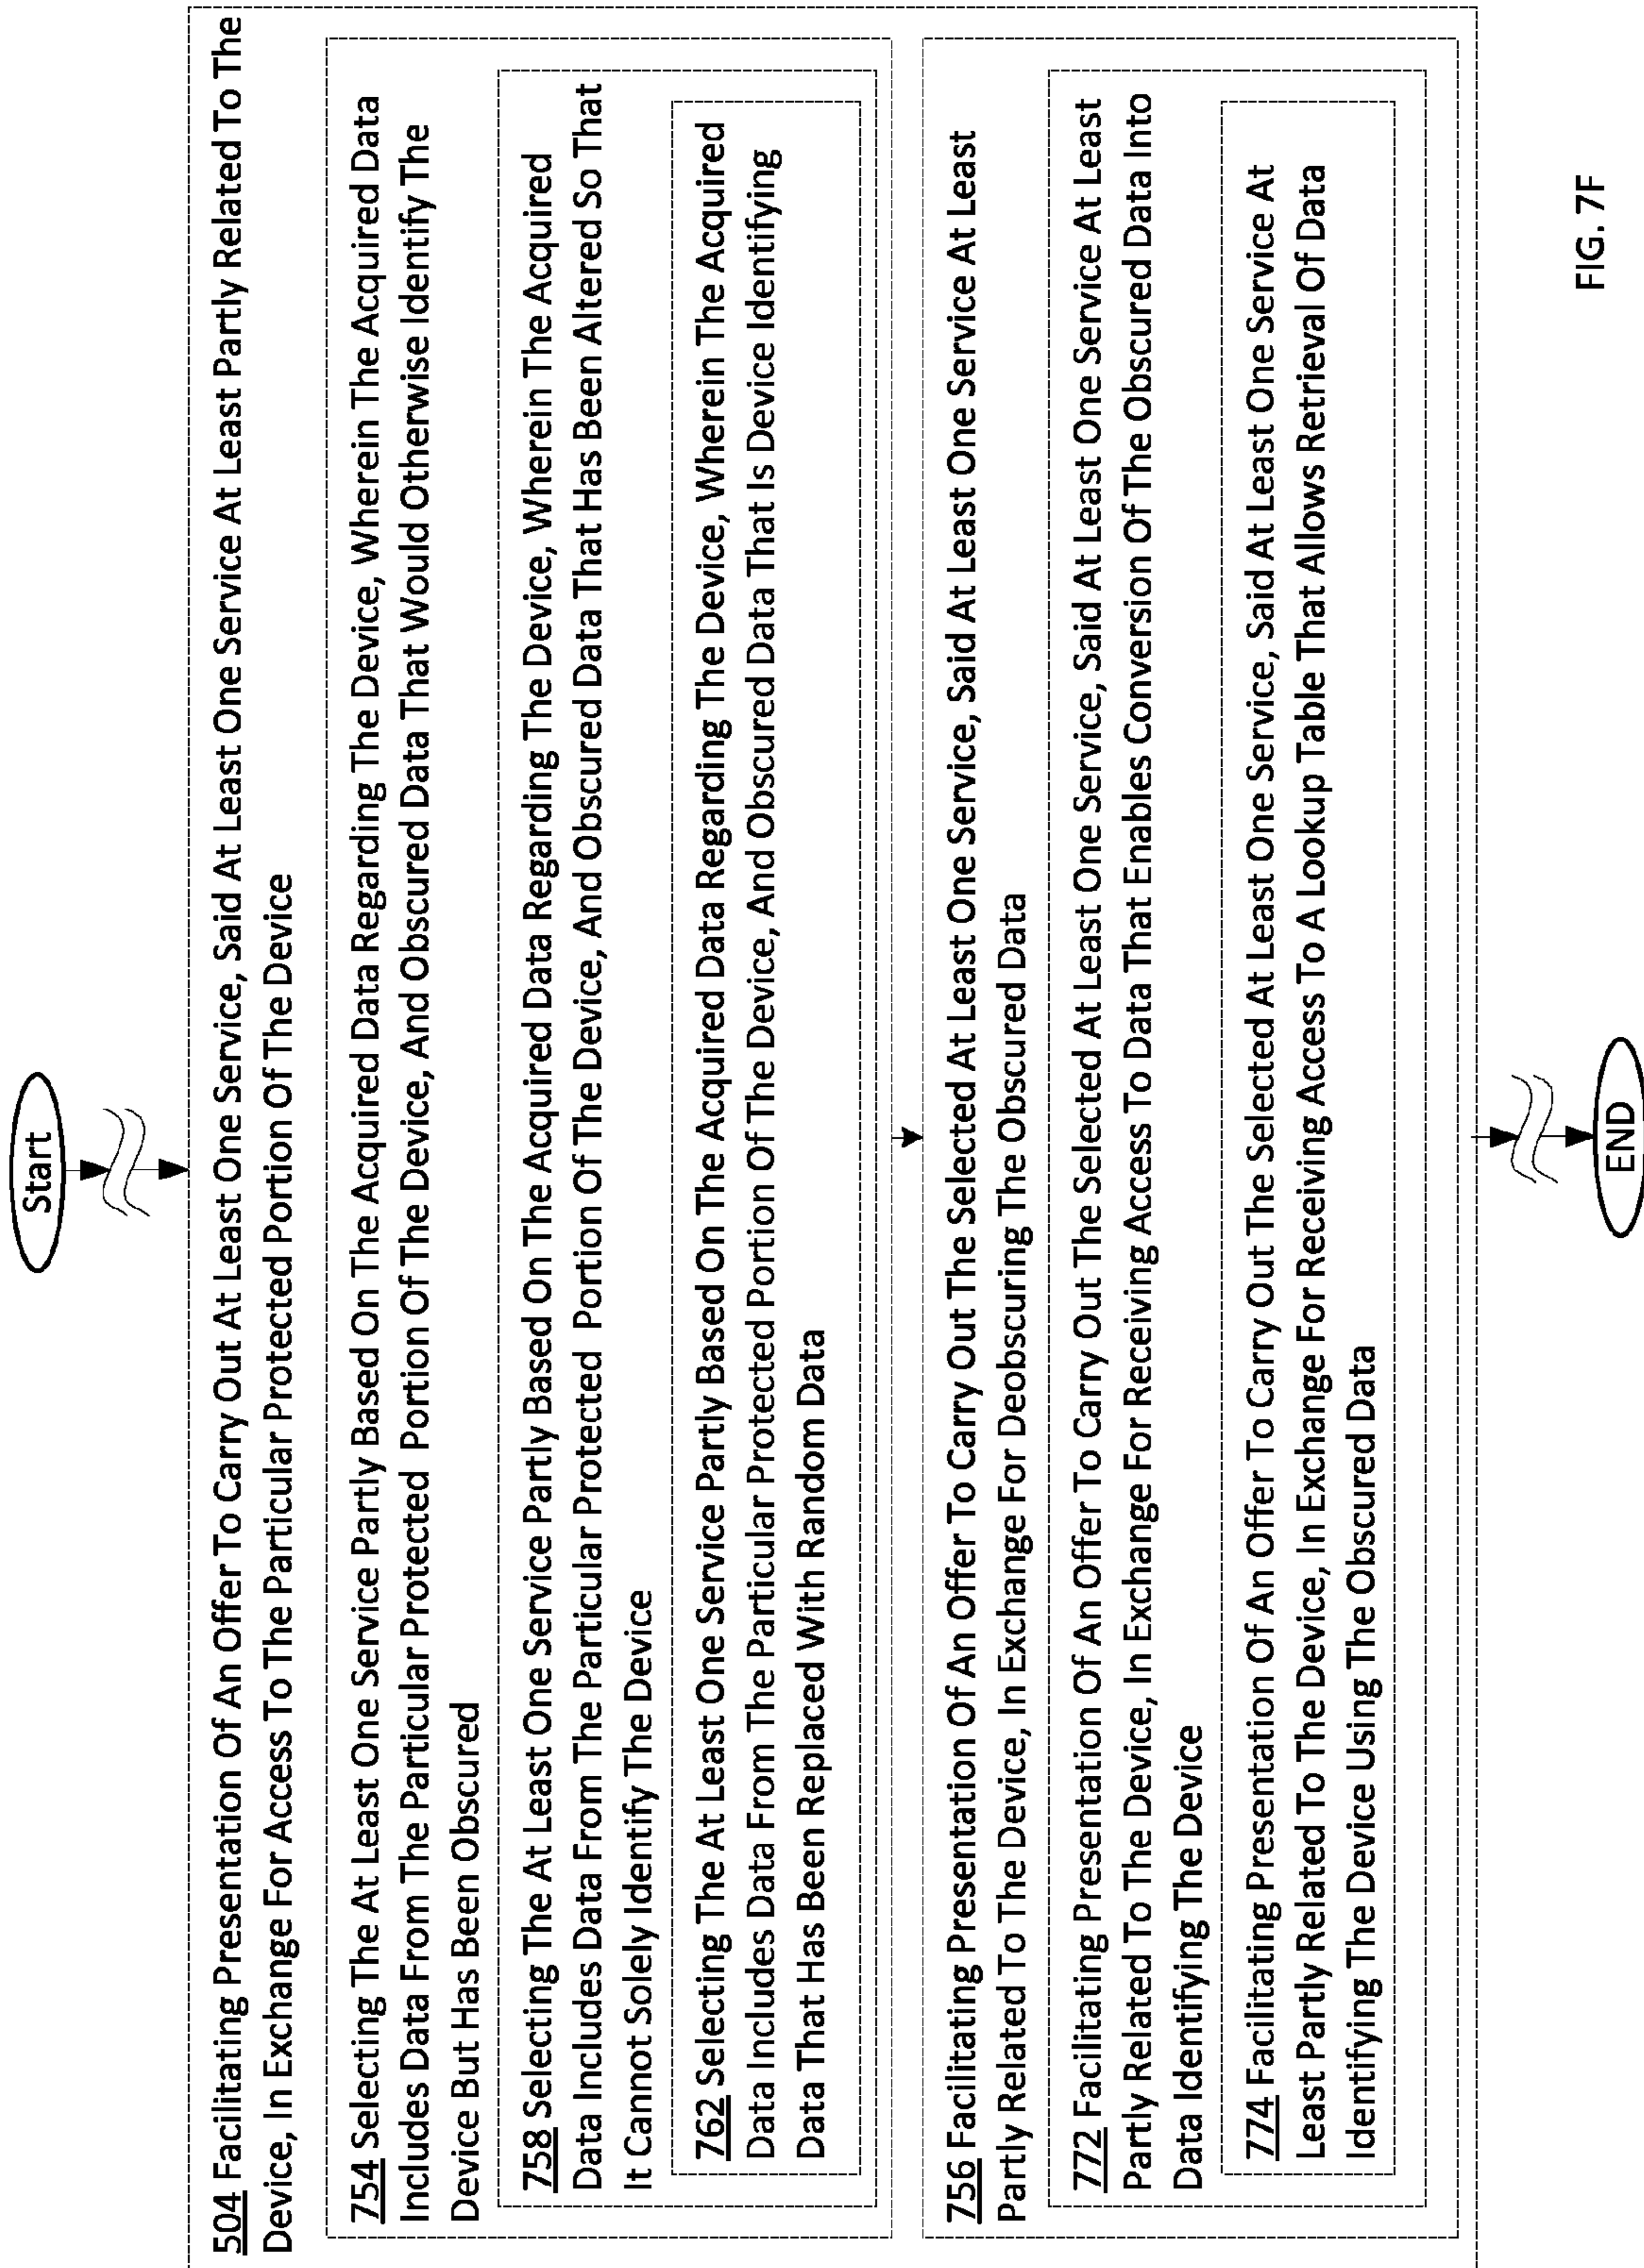 Start
504 Facilitating Presentation Of An Offer To Carry Out At Least One Service, Said At Least One Service At Least Partly Related To The
Device, In Exchange For Access To The Particular Protected Portion Of The Device
754 Selecting The At Least One Service Partly Based On The Acquired Data Regarding The Device, Wherein The Acquired Data
Includes Data From The Particular Protected Portion Of The Device, And Obscured Data That Would Otherwise Identify The
Device But Has Been Obscured
758 Selecting The At Least One Service Partly Based On The Acquired Data Regarding The Device, Wherein The Acquired
Data Includes Data From The Particular Protected Portion Of The Device, And Obscured Data That Has Been Altered So That
It Cannot Solely Identify The Device
762 Selecting The At Least One Service Partly Based On The Acquired Data Regarding The Device, Wherein The Acquired
Data Includes Data From The Particular Protected Portion Of The Device, And Obscured Data That Is Device Identifying
Data That Has Been Replaced With Random Data
756 Facilitating Presentation Of An Offer To Carry Out The Selected At Least One Service, Said At Least One Service At Least
Partly Related To The Device, In Exchange For Deobscuring The Obscured Data
772 Facilitating Presentation Of An Offer To Carry Out The Selected At Least One Service, Said At Least One Service At Least
Partly Related To The Device, In Exchange For Receiving Access To Data That Enables Conversion Of The Obscured Data Into
Data Identifying The Device
774 Facilitating Presentation Of An Offer To Carry Out The Selected At Least One Service, Said At Least One Service At
Least Partly Related To The Device, In Exchange For Receiving Access To A Lookup Table That Allows Retrieval Of Data
Identifying The Device Using The Obscured Data
END
FIG. 7F